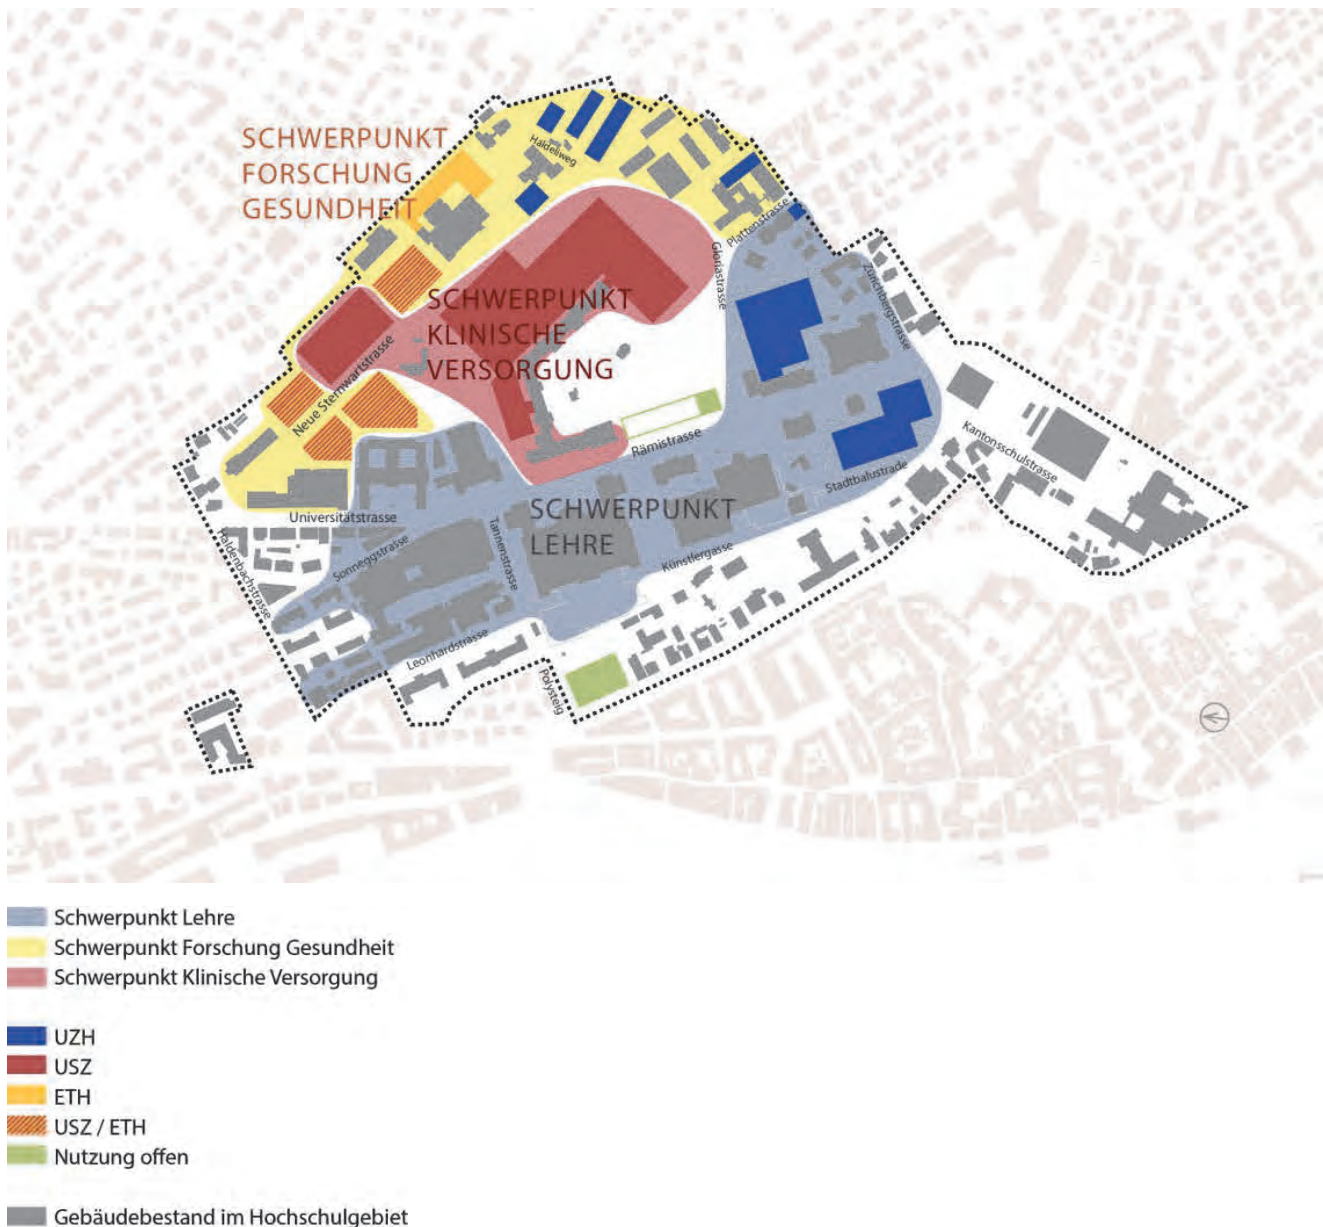 SCHWERPUNKT
FORSCHUNG
GESUNDHEIT
Haldeliweg
Plattenstrasse
Gloriastrasse
Zürichbergstrasse
SCHWERPUNKT
KLINISCHE
VERSORGUNG
Neue Sternwartstrasse
Rämistrasse
Kantonsschulstrasse
Stadtbalustrade
Universitätstrasse
SCHWERPUNKT
LEHRE
Haldenbachstrasse
Sonneggstrasse
Tannenstrasse
Künstlergasse
Leonhardstrasse
Polysteig
Schwerpunkt Lehre
Schwerpunkt Forschung Gesundheit
Schwerpunkt Klinische Versorgung
UZH
USZ
ETH
USZ / ETH
Nutzung offen
Gebäudebestand im Hochschulgebiet